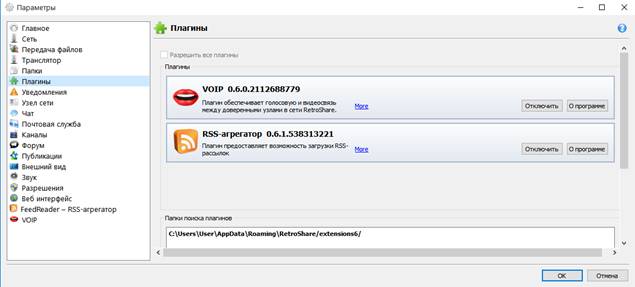 Параметры
Главное
Сеть
Передача файлов
Транслятор
Папки
Плагины
Уведомления
Узел сети
Чат
Почтовая служба
Каналы
Форум
Публикации
Внешний вид
Звук
Разрешения
Веб интерфейс
FeedReader – RSS-агрегатор
VOIP
Плагины
Разрешить все плагины
Плагины
VOIP 0.6.0.2112688779
Плагин обеспечивает голосовую и видеосвязь
между доверенными узлами в сети RetroShare.
More
Отключить
О программе
RSS-агрегатор 0.6.1.538313221
Плагин предоставляет возможность загрузки RSS-
рассылок
More
Отключить
О программе
Папки поиска плагинов
C:\Users\User\AppData\Roaming\RetroShare/extensions6/
OK
Отмена